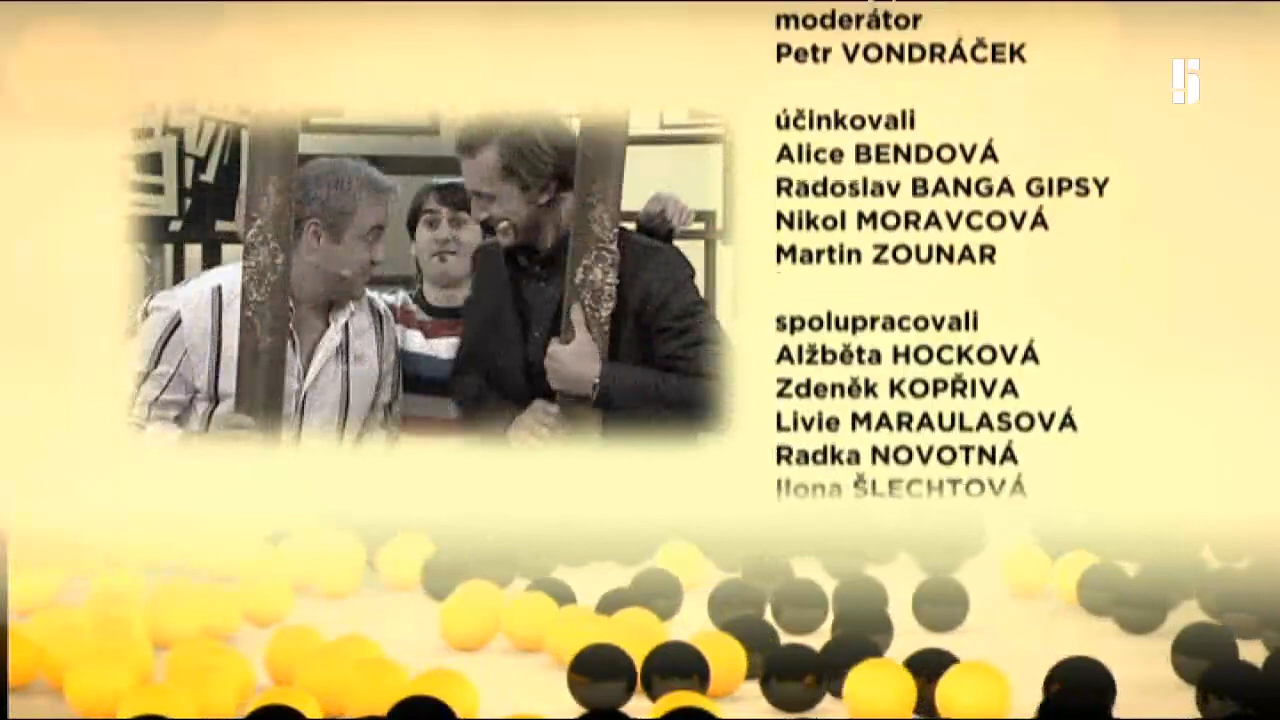 moderátor
Petr VONDRÁČEK
účinkovali
Alice BENDOVÁ
Radoslav BANGA GIPSY
Nikol MORAVCOVÁ
Martin ZOUNAR
spolupracovali
Alžběta HOCKOVÁ
Zdeněk KOPŘIVA
Livie MARAULASOVÁ
Radka NOVOTNÁ
Ilona ŠLECHTOVÁ